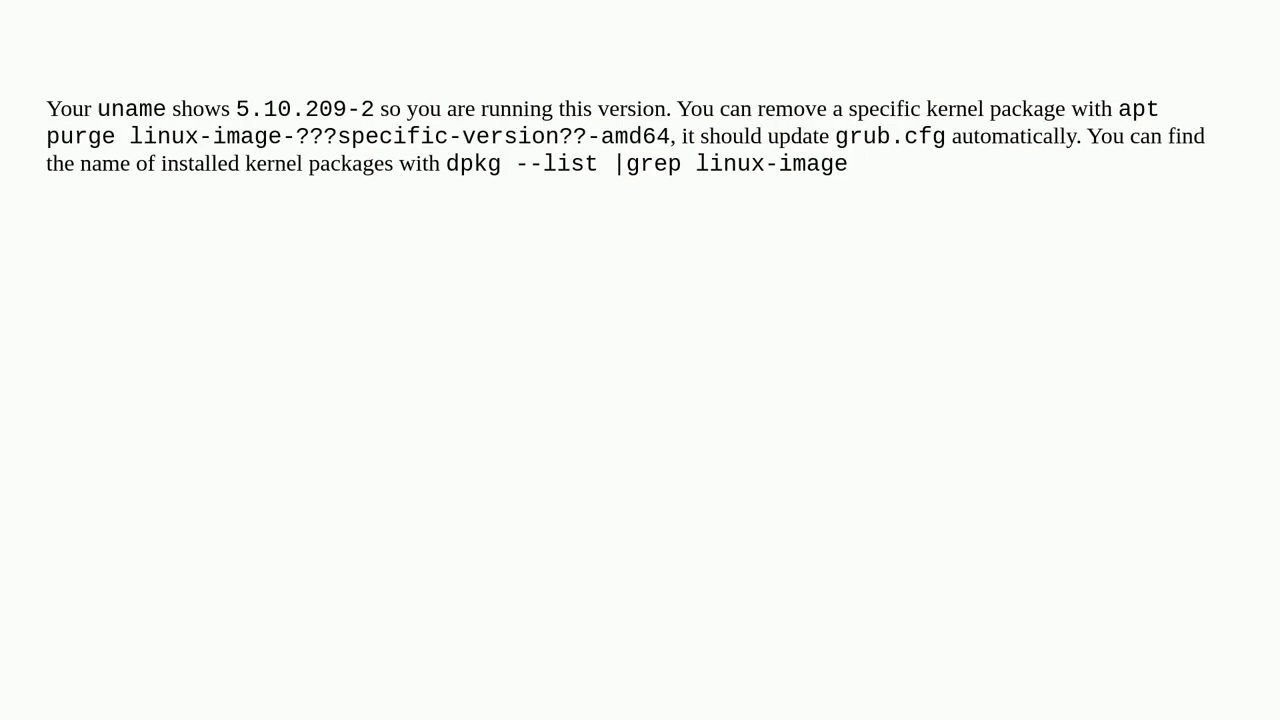 Your uname shows 5.10.209-2 so you are running this version. You can remove a specific kernel package with apt
purge linux-image-???specific-version??-amd64, it should update grub.cfg automatically. You can find
the name of installed kernel packages with dpkg --list |grep linux-image